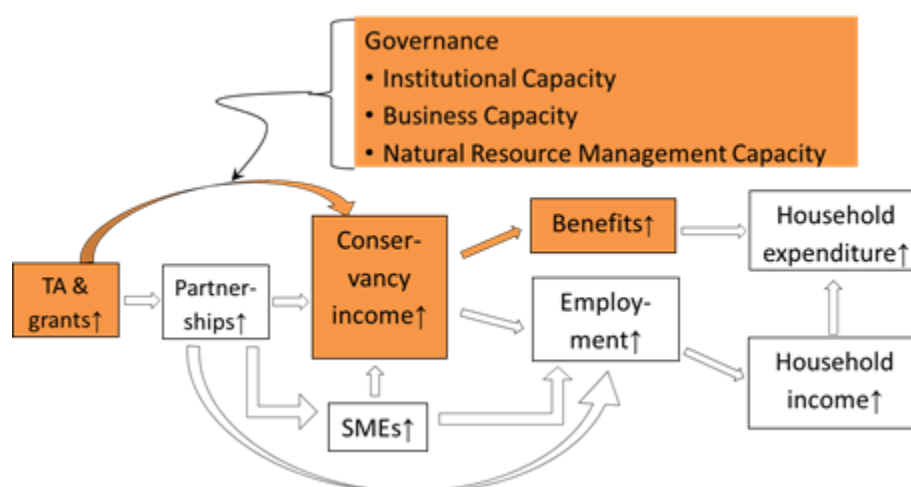 Governance
• Institutional Capacity
• Business Capacity
• Natural Resource Management Capacity
TA &
grants↑
Partner-
ships↑
Conser-
vancy
income↑
SMEs↑
Benefits↑
Employ-
ment↑
Household
expenditure↑
Household
income↑